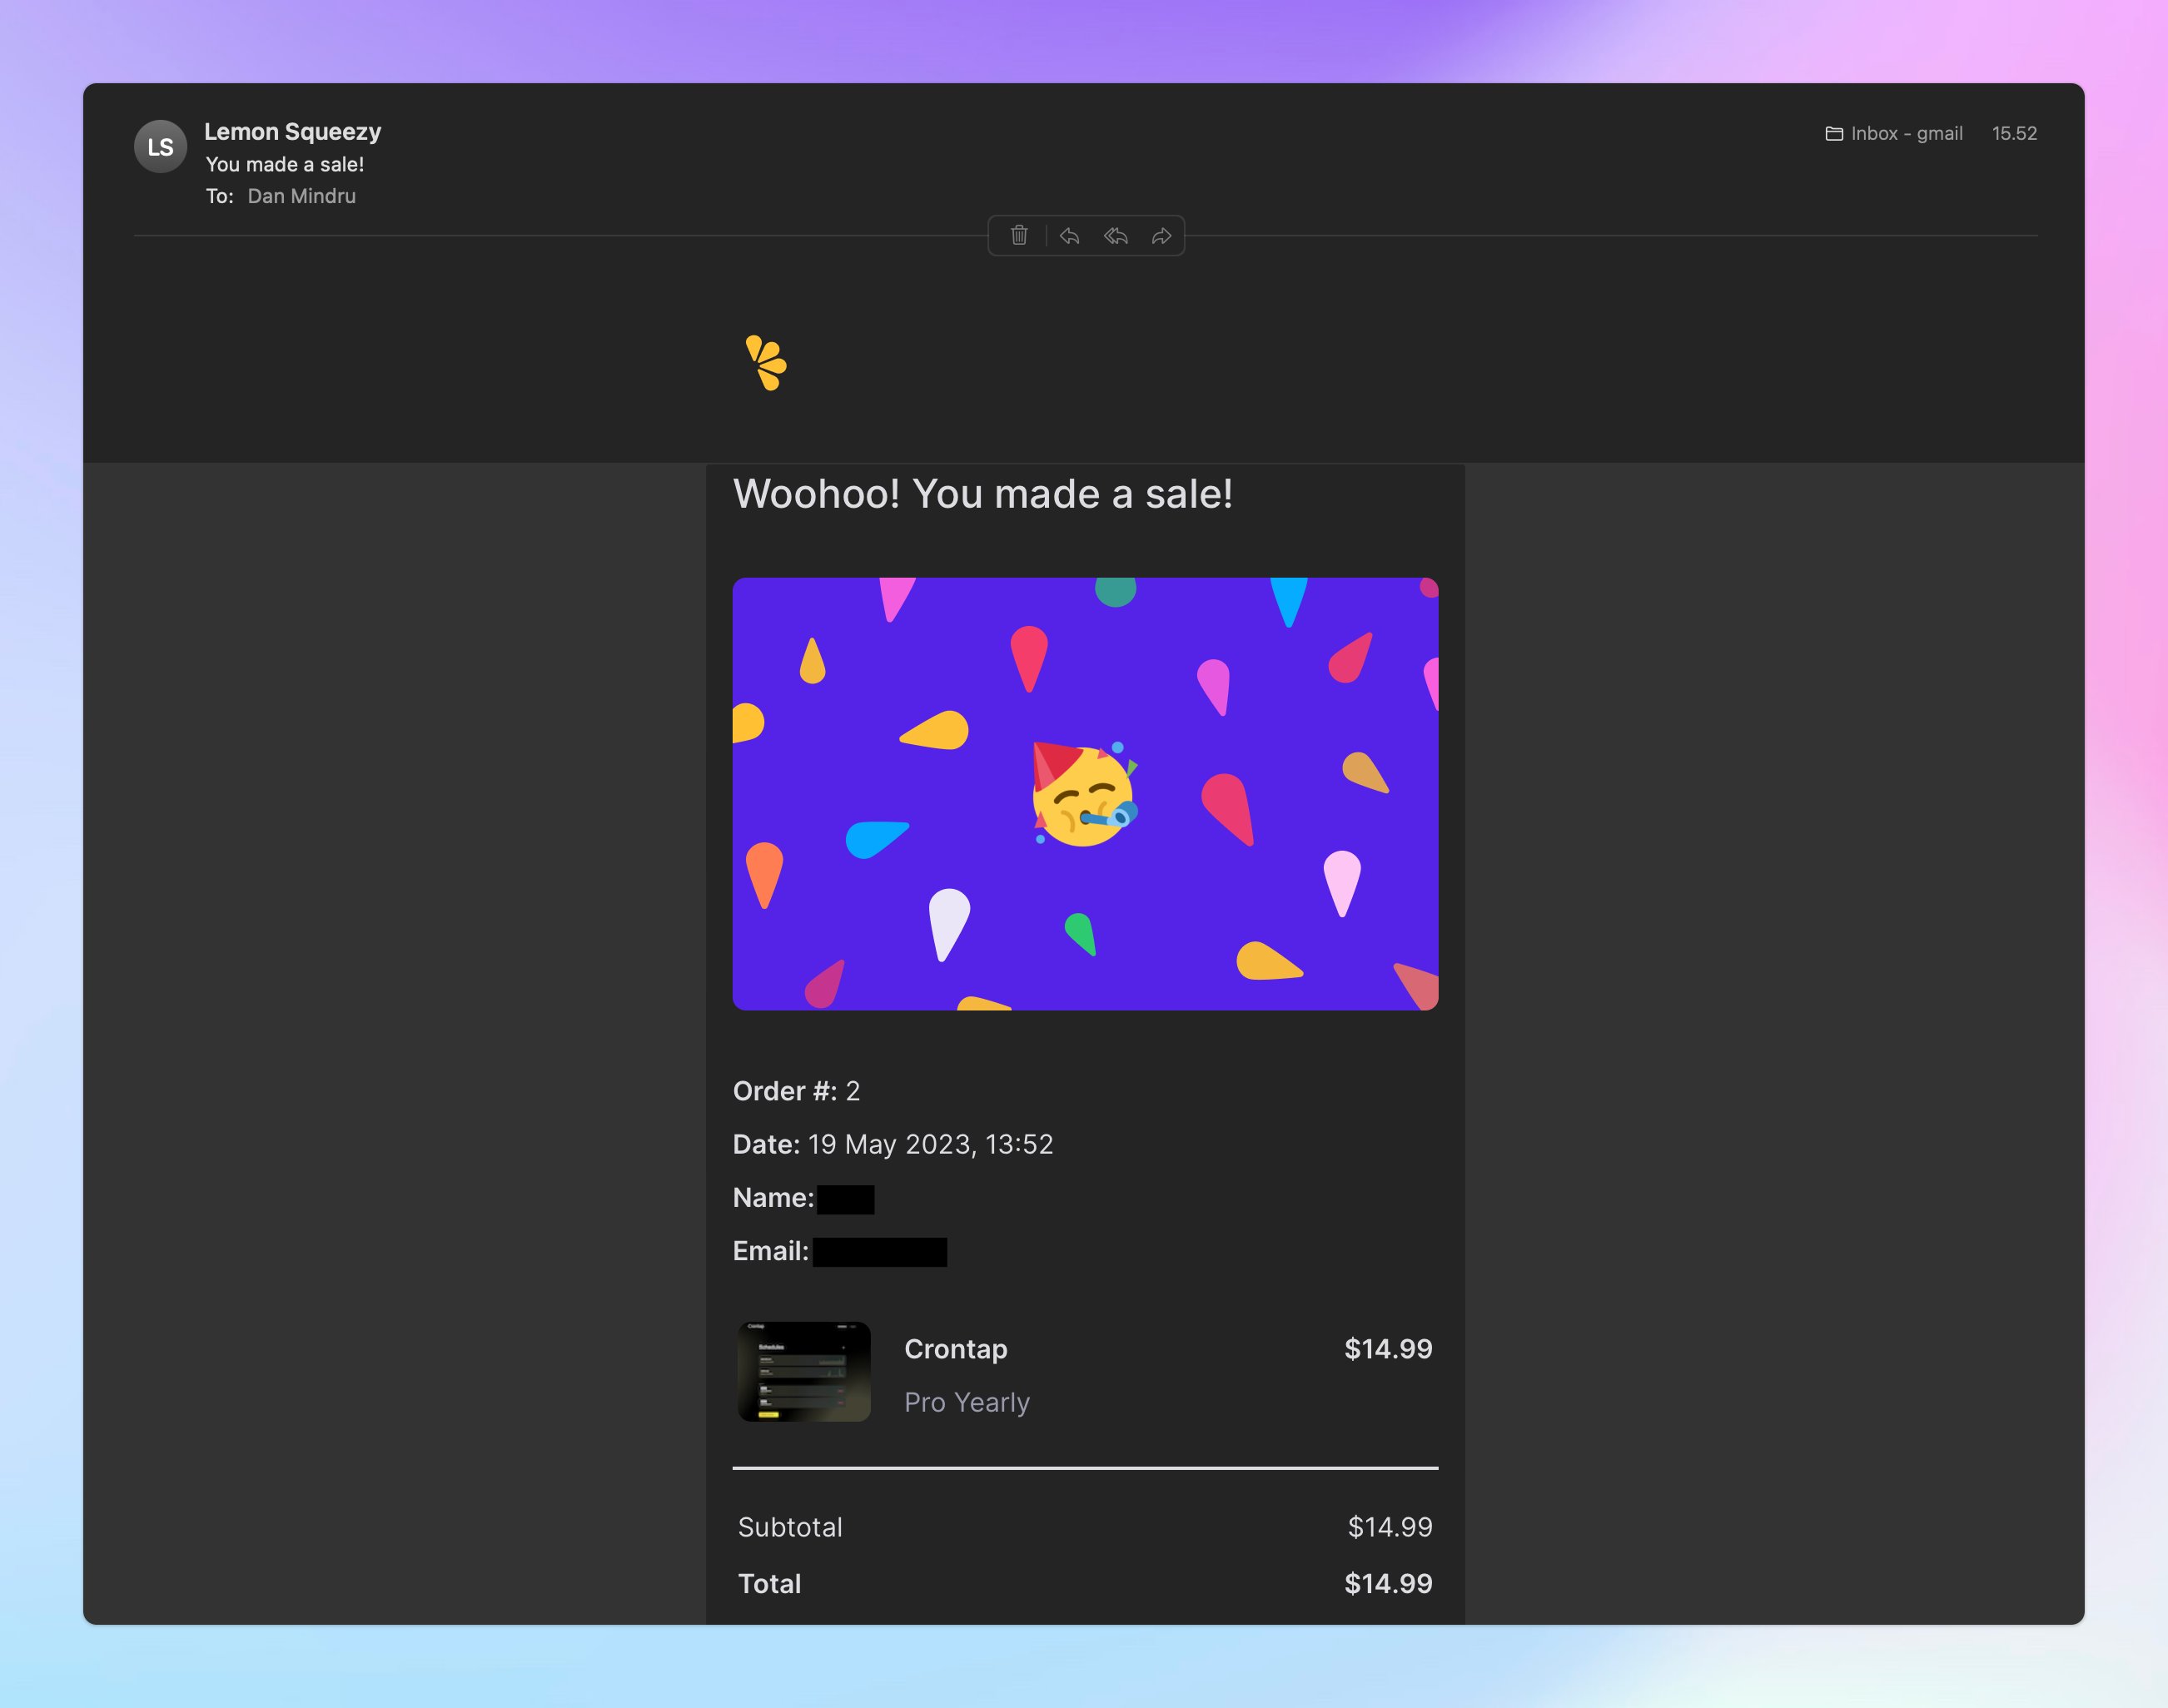 LS
Lemon Squeezy
You made a sale!
To: Dan Mindru
Inbox - gmail 15.52
Woohoo! You made a sale!
Order #: 2
Date: 19 May 2023, 13:52
Name:
Email:
Crontap
Schedules
Crontap $14.99
Pro Yearly
Subtotal $14.99
Total $14.99